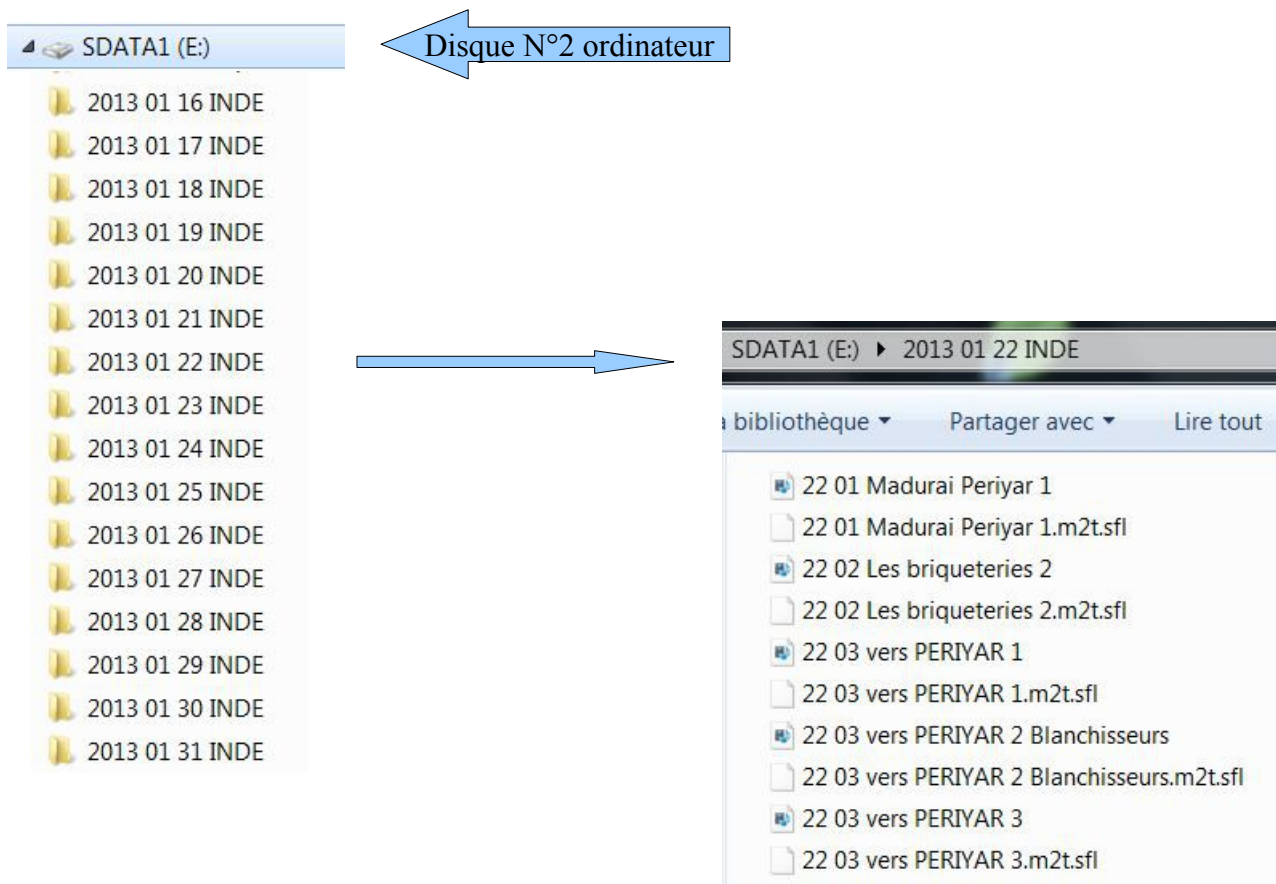 SDATA1 (E:)
Disque N°2 ordinateur
2013 01 16 INDE
2013 01 17 INDE
2013 01 18 INDE
2013 01 19 INDE
2013 01 20 INDE
2013 01 21 INDE
2013 01 22 INDE
2013 01 23 INDE
2013 01 24 INDE
2013 01 25 INDE
2013 01 26 INDE
2013 01 27 INDE
2013 01 28 INDE
2013 01 29 INDE
2013 01 30 INDE
2013 01 31 INDE
SDATA1 (E:) ▸ 2013 01 22 INDE
bibliothèque ▾ Partager avec ▾ Lire tout
22 01 Madurai Periyar 1
22 01 Madurai Periyar 1.m2t.sfl
22 02 Les briqueteries 2
22 02 Les briqueteries 2.m2t.sfl
22 03 vers PERIYAR 1
22 03 vers PERIYAR 1.m2t.sfl
22 03 vers PERIYAR 2 Blanchisseurs
22 03 vers PERIYAR 2 Blanchisseurs.m2t.sfl
22 03 vers PERIYAR 3
22 03 vers PERIYAR 3.m2t.sfl